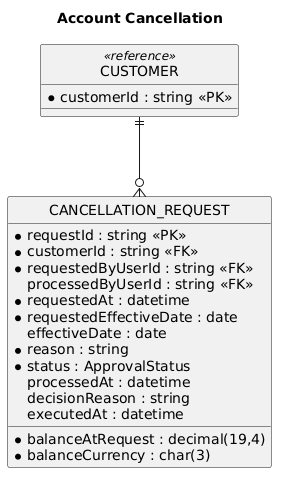 Account Cancellation
«reference»
CUSTOMER
customerId : string «PK»
CANCELLATION_REQUEST
requestId : string «PK»
customerId : string «FK»
requestedByUserId : string «FK»
processedByUserId : string «FK»
requestedAt : datetime
requestedEffectiveDate : date
effectiveDate : date
reason : string
status : ApprovalStatus
processedAt : datetime
decisionReason : string
executedAt : datetime
balanceAtRequest : decimal(19,4)
balanceCurrency : char(3)